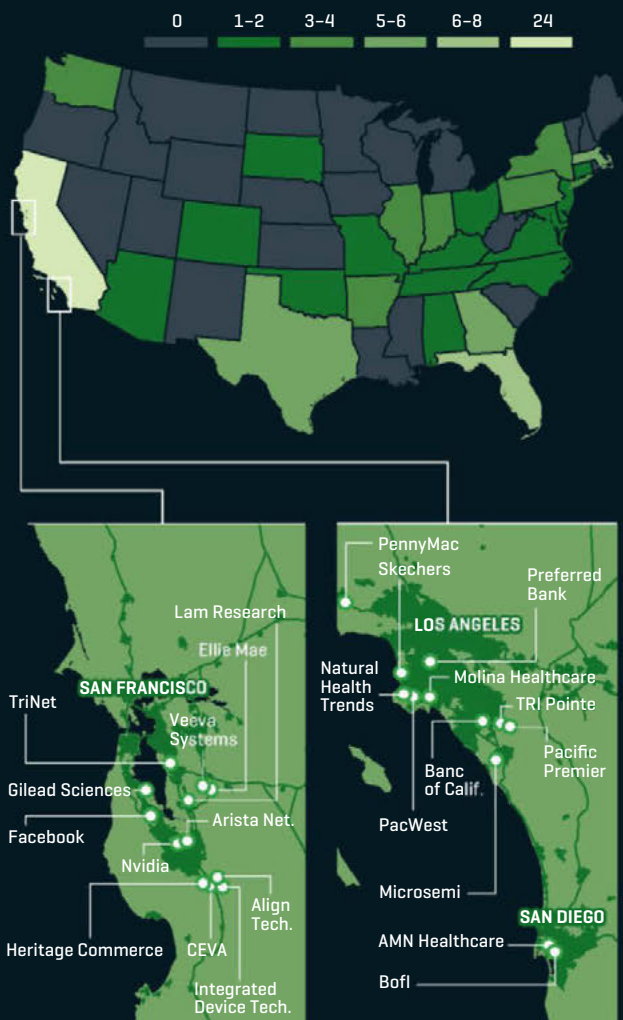 0 1–2 3–4 5–6 6–8 24
PennyMac
Skechers
Preferred
Bank
Lam Research
LOS ANGELES
Ellie Mae
Natural
Health
Trends
Molina Healthcare
SAN FRANCISCO
TriNet
TRI Pointe
Veeva
Systems
Pacific
Premier
Banc
of Calif.
Gilead Sciences
Arista Net.
PacWest
Facebook
Nvidia
Microsemi
Align
Tech.
SAN DIEGO
Heritage Commerce
CEVA
AMN Healthcare
BofI
Integrated
Device Tech.